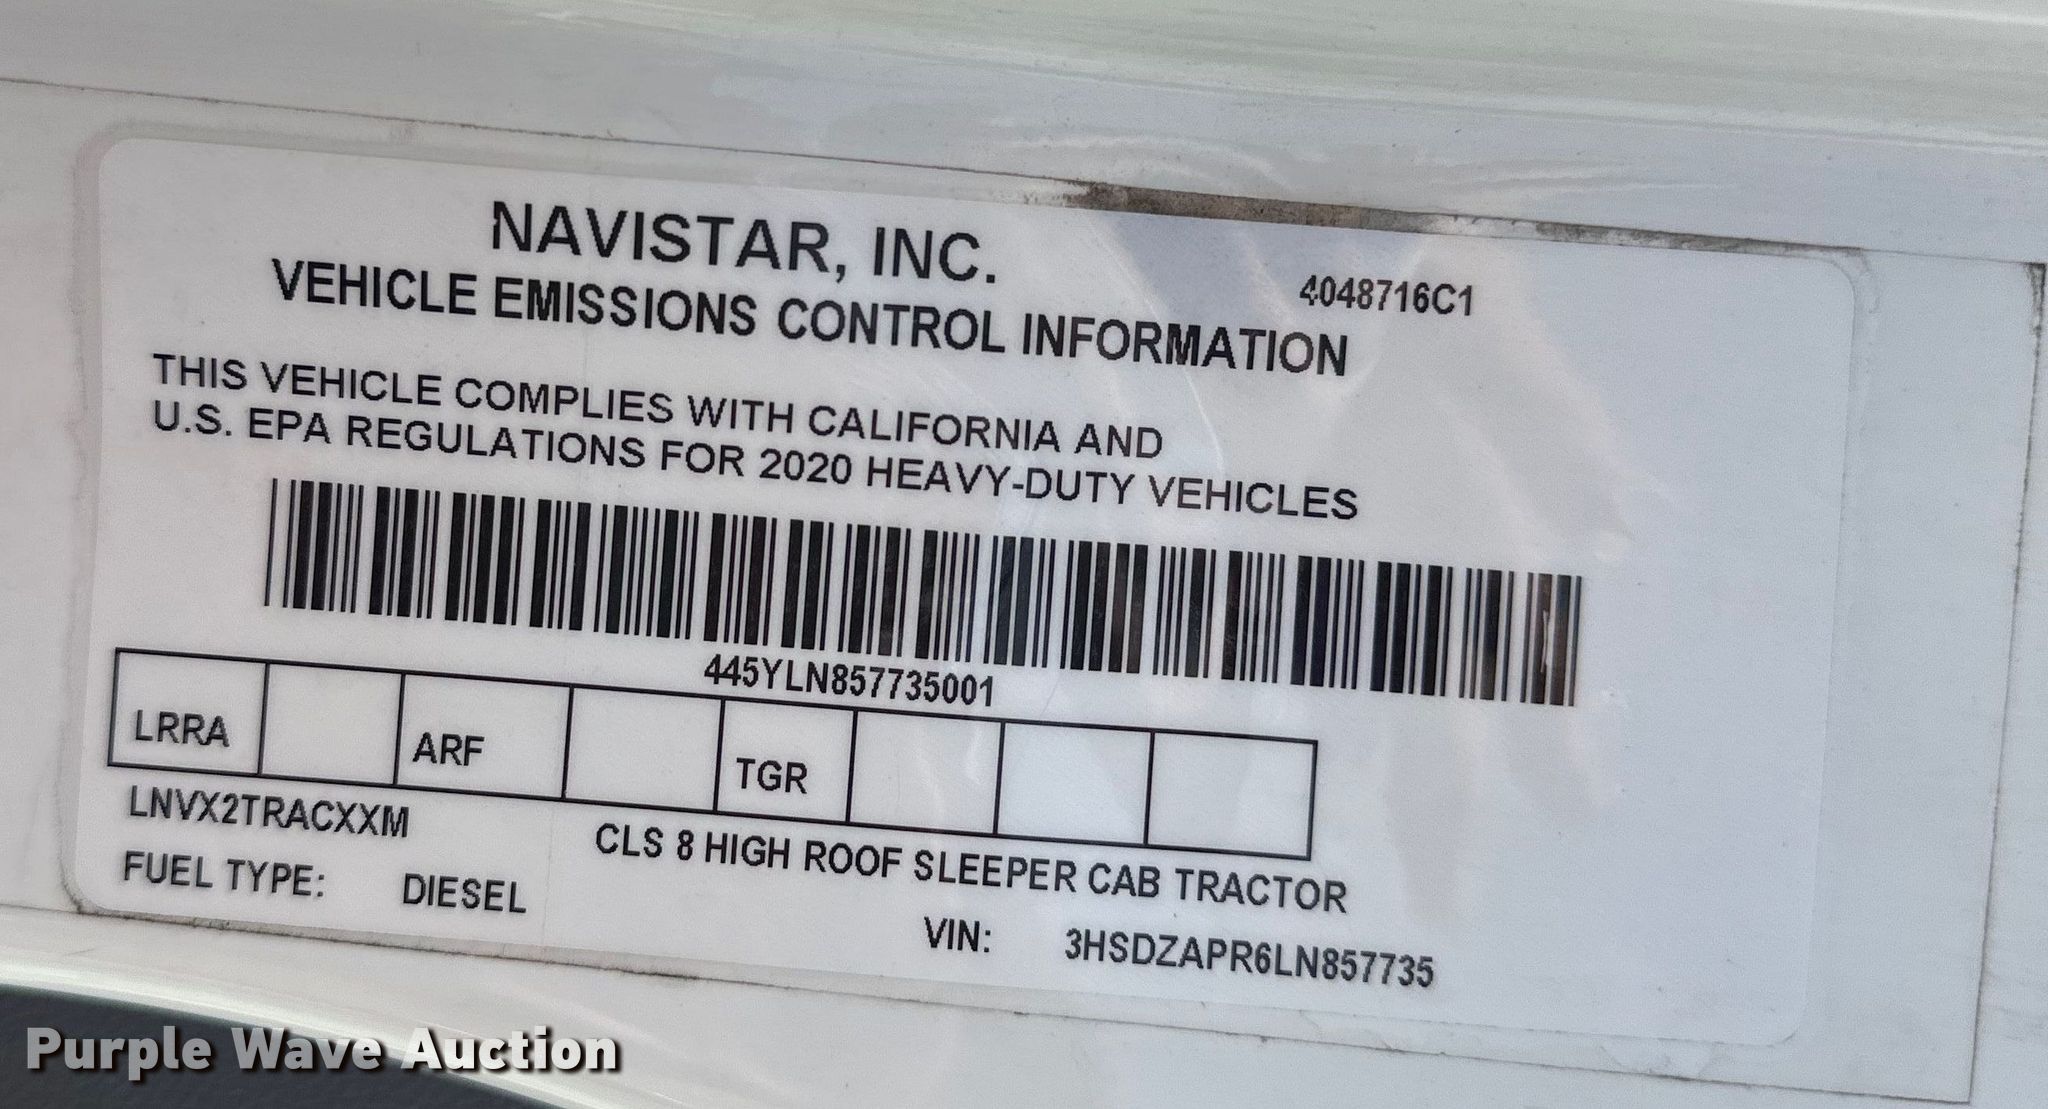 NAVISTAR, INC.
4048716C1
VEHICLE EMISSIONS CONTROL INFORMATION
THIS VEHICLE COMPLIES WITH CALIFORNIA AND
U.S. EPA REGULATIONS FOR 2020 HEAVY-DUTY VEHICLES
445YLN857735001
LRRA ARF TGR
LNVX2TRACXXM CLS 8 HIGH ROOF SLEEPER CAB TRACTOR
FUEL TYPE: DIESEL VIN: 3HSDZAPR6LN857735
Purple Wave Auction